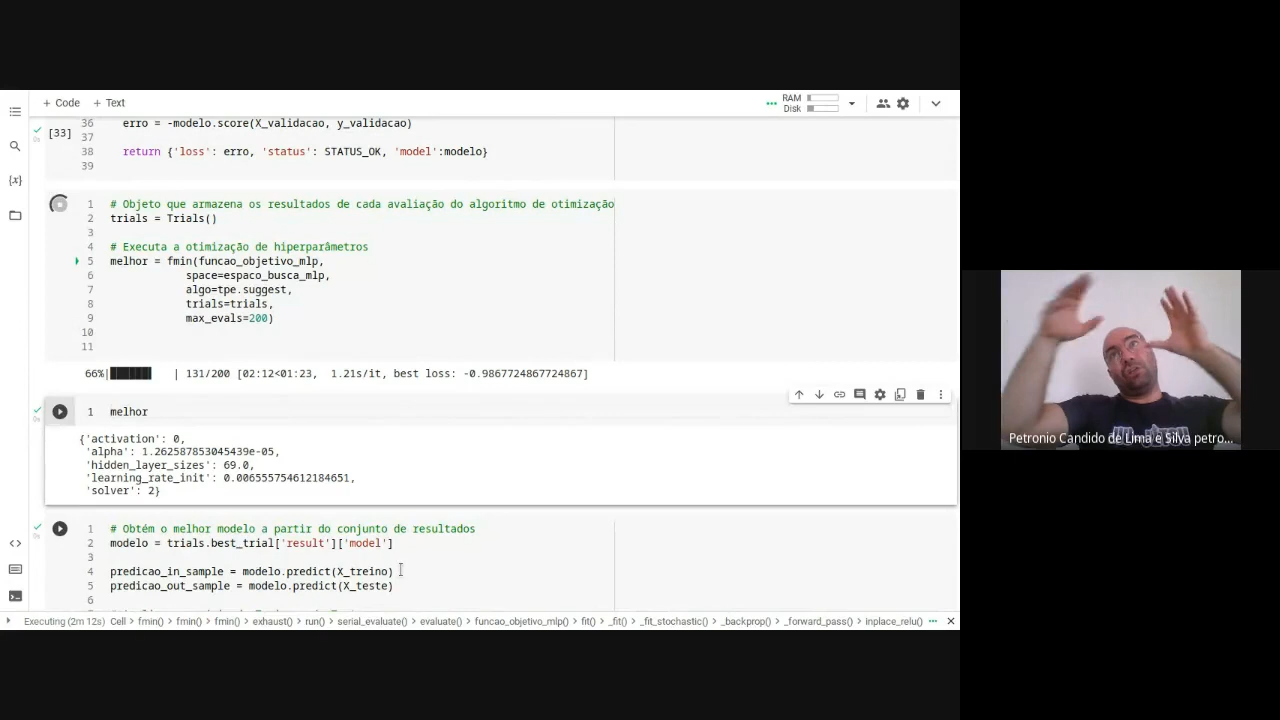 + Code + Text
RAM
Disk
[33]
36 erro = -modelo.score(X_validacao, y_validacao)
37
38 return {'loss': erro, 'status': STATUS_OK, 'model':modelo}
39
1 # Objeto que armazena os resultados de cada avaliação do algoritmo de otimização
2 trials = Trials()
3
4 # Executa a otimização de hiperparâmetros
5 melhor = fmin(funcao_objetivo_mlp,
6 space=espaco_busca_mlp,
7 algo=tpe.suggest,
8 trials=trials,
9 max_evals=200)
10
11
66%|██████ | 131/200 [02:12<01:23, 1.21s/it, best loss: -0.9867724867724867]
1 melhor
{'activation': 0,
'alpha': 1.262587853045439e-05,
'hidden_layer_sizes': 69.0,
'learning_rate_init': 0.006555754612184651,
'solver': 2}
1 # Obtém o melhor modelo a partir do conjunto de resultados
2 modelo = trials.best_trial['result']['model']
3
4 predicao_in_sample = modelo.predict(X_treino)
5 predicao_out_sample = modelo.predict(X_teste)
6
Executing (2m 12s) Cell > fmin() > fmin() > fmin() > exhaust() > run() > serial_evaluate() > evaluate() > funcao_objetivo_mlp() > fit() > _fit() > _fit_stochastic() > _backprop() > _forward_pass() > inplace_relu()
Petronio Candido de Lima e Silva petro...